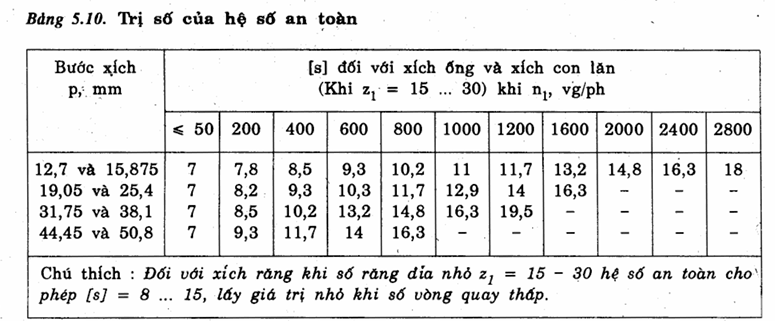 Bảng 5.10. Trị số của hệ số an toàn
Bước xích
p, mm
[s] đối với xích ống và xích con lăn
(Khi z₁ = 15 ... 30) khi n₁, vg/ph
≤ 50 200 400 600 800 1000 1200 1600 2000 2400 2800
12,7 và 15,875 7 7,8 8,5 9,3 10,2 11 11,7 13,2 14,8 16,3 18
19,05 và 25,4 7 8,2 9,3 10,3 11,7 12,9 14 16,3 – – –
31,75 và 38,1 7 8,5 10,2 13,2 14,8 16,3 19,5 – – – –
44,45 và 50,8 7 9,3 11,7 14 16,3 – – – – – –
Chú thích : Đối với xích răng khi số răng dĩa nhỏ z₁ = 15 – 30 hệ số an toàn cho
phép [s] = 8 ... 15, lấy giá trị nhỏ khi số vòng quay thấp.